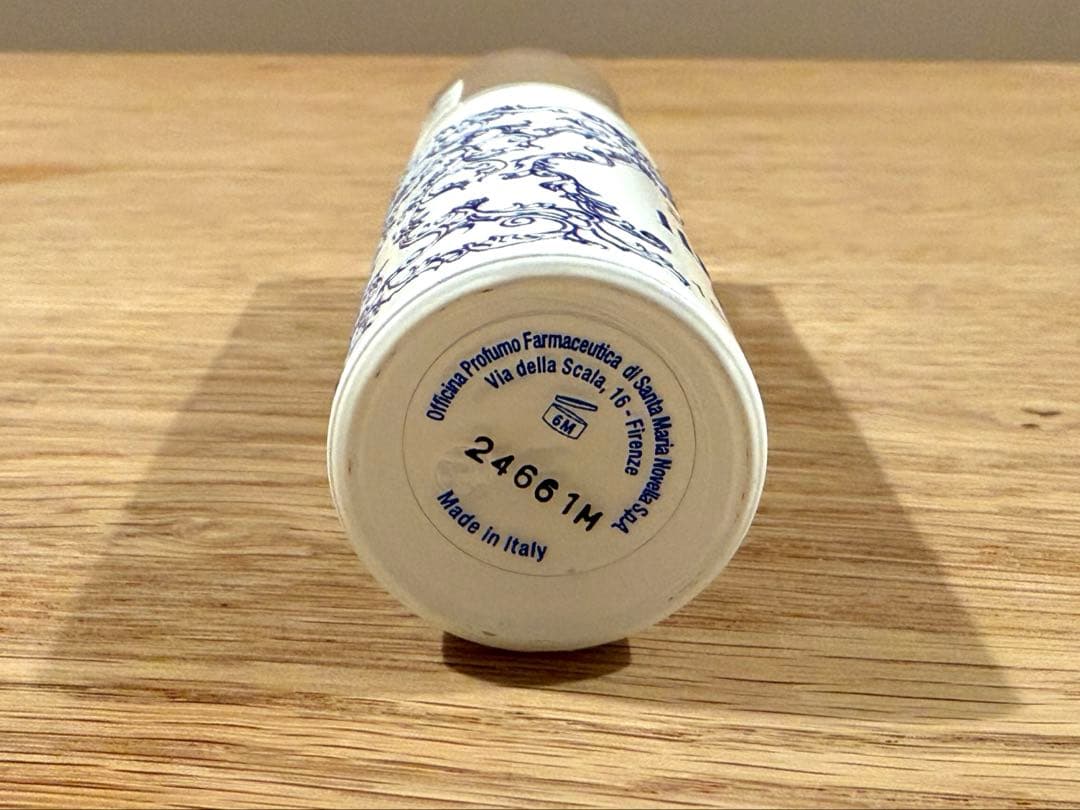 Officina Profumo Farmaceutica di Santa Maria Novella S.p.A.
Via della Scala, 16 - Firenze
6M
24661M
Made in Italy